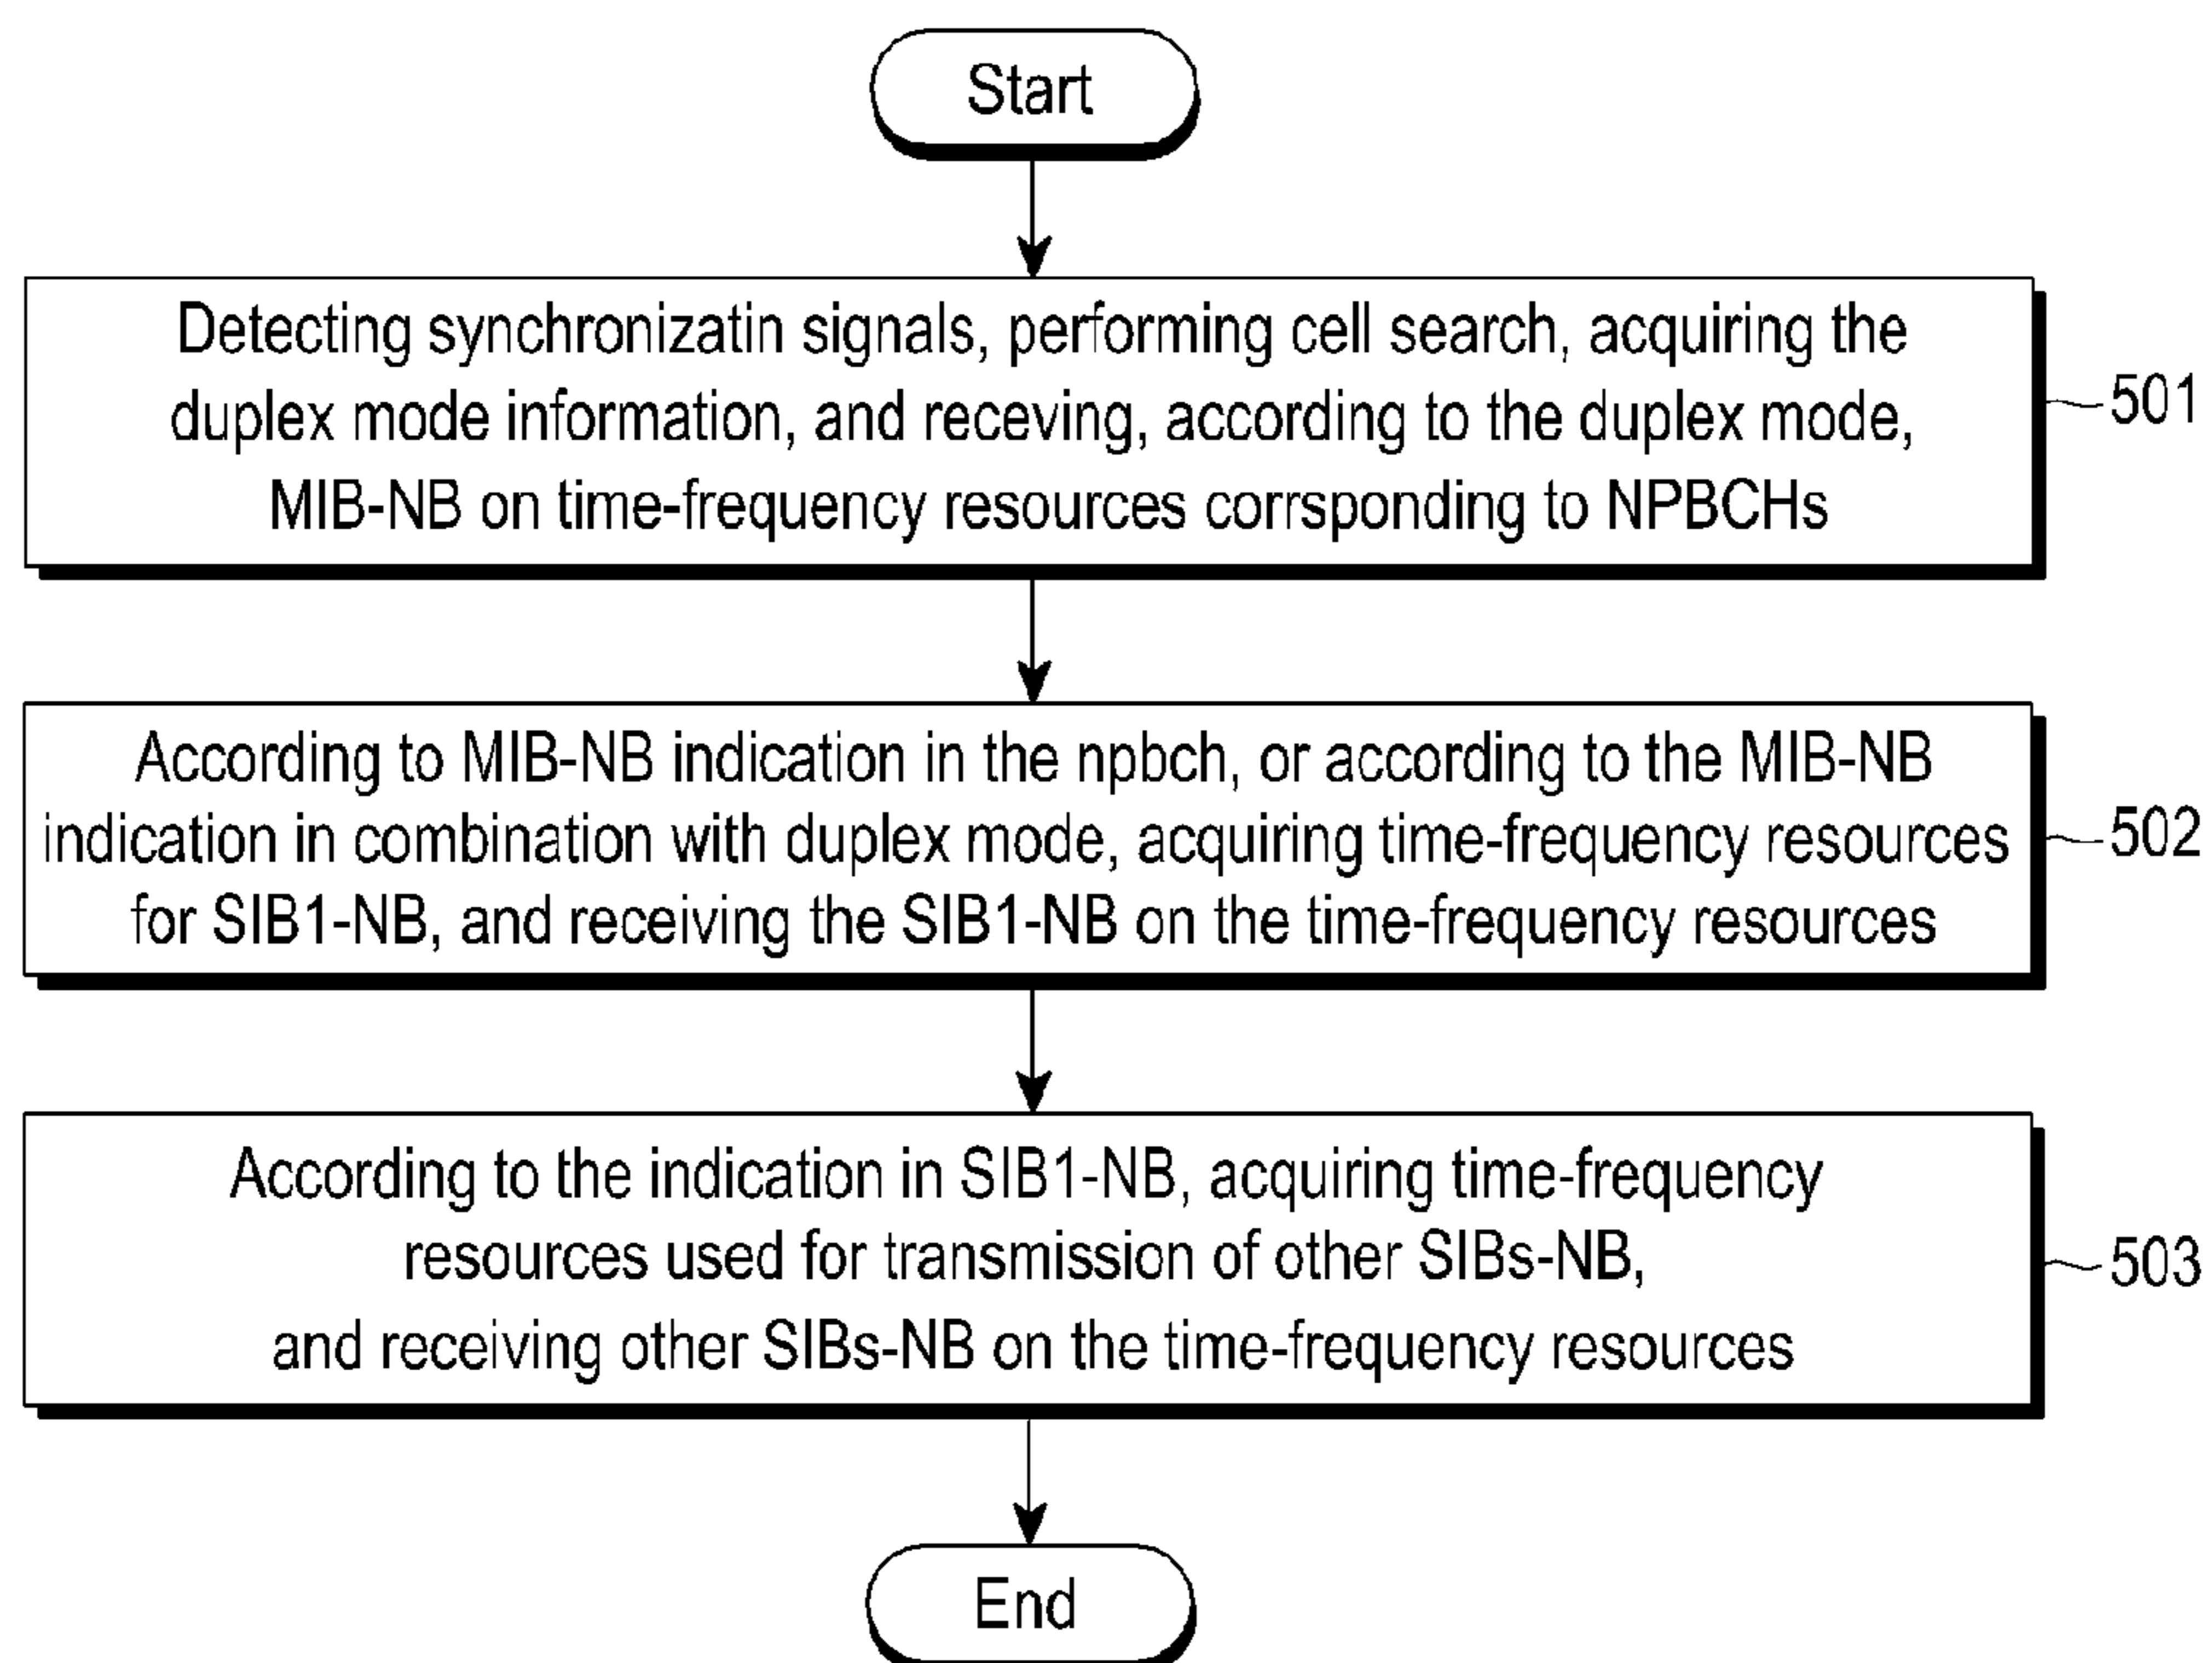 Start
Detecting synchronizatin signals, performing cell search, acquiring the
duplex mode information, and receving, according to the duplex mode,
MIB-NB on time-frequency resources corrsponding to NPBCHs
501
According to MIB-NB indication in the npbch, or according to the MIB-NB
indication in combination with duplex mode, acquiring time-frequency resources
for SIB1-NB, and receiving the SIB1-NB on the time-frequency resources
502
According to the indication in SIB1-NB, acquiring time-frequency
resources used for transmission of other SIBs-NB,
and receiving other SIBs-NB on the time-frequency resources
503
End